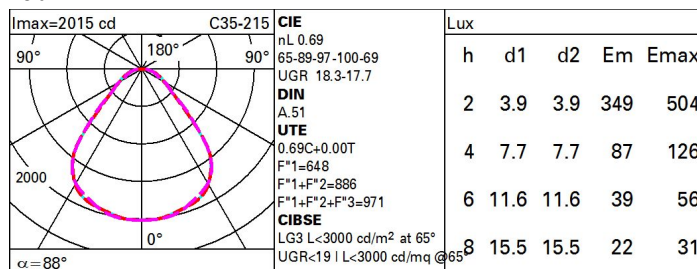 Imax=2015 cd C35-215
90° 180° 90°
2000
0°
α=88°
CIE
nL 0.69
65-89-97-100-69
UGR 18.3-17.7
DIN
A.51
UTE
0.69C+0.00T
F"1=648
F"1+F"2=886
F"1+F"2+F"3=971
CIBSE
LG3 L<3000 cd/m² at 65°
UGR<19 | L<3000 cd/mq @65°
Lux
h d1 d2 Em Emax
2 3.9 3.9 349 504
4 7.7 7.7 87 126
6 11.6 11.6 39 56
8 15.5 15.5 22 31